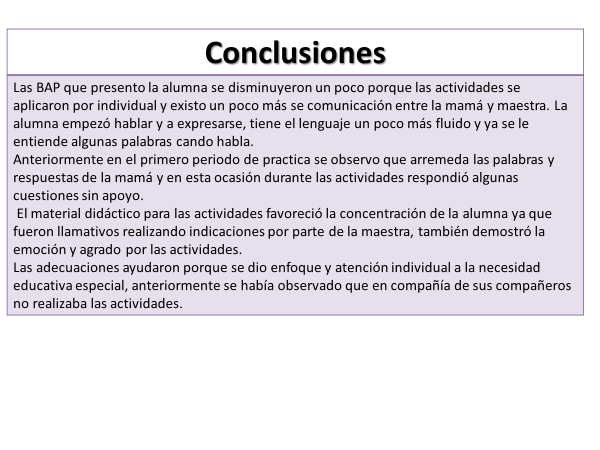 Conclusiones
Las BAP que presento la alumna se disminuyeron un poco porque las actividades se
aplicaron por individual y existo un poco más se comunicación entre la mamá y maestra. La
alumna empezó hablar y a expresarse, tiene el lenguaje un poco más fluido y ya se le
entiende algunas palabras cando habla.
Anteriormente en el primero periodo de practica se observo que arremeda las palabras y
respuestas de la mamá y en esta ocasión durante las actividades respondió algunas
cuestiones sin apoyo.
El material didáctico para las actividades favoreció la concentración de la alumna ya que
fueron llamativos realizando indicaciones por parte de la maestra, también demostró la
emoción y agrado por las actividades.
Las adecuaciones ayudaron porque se dio enfoque y atención individual a la necesidad
educativa especial, anteriormente se había observado que en compañía de sus compañeros
no realizaba las actividades.